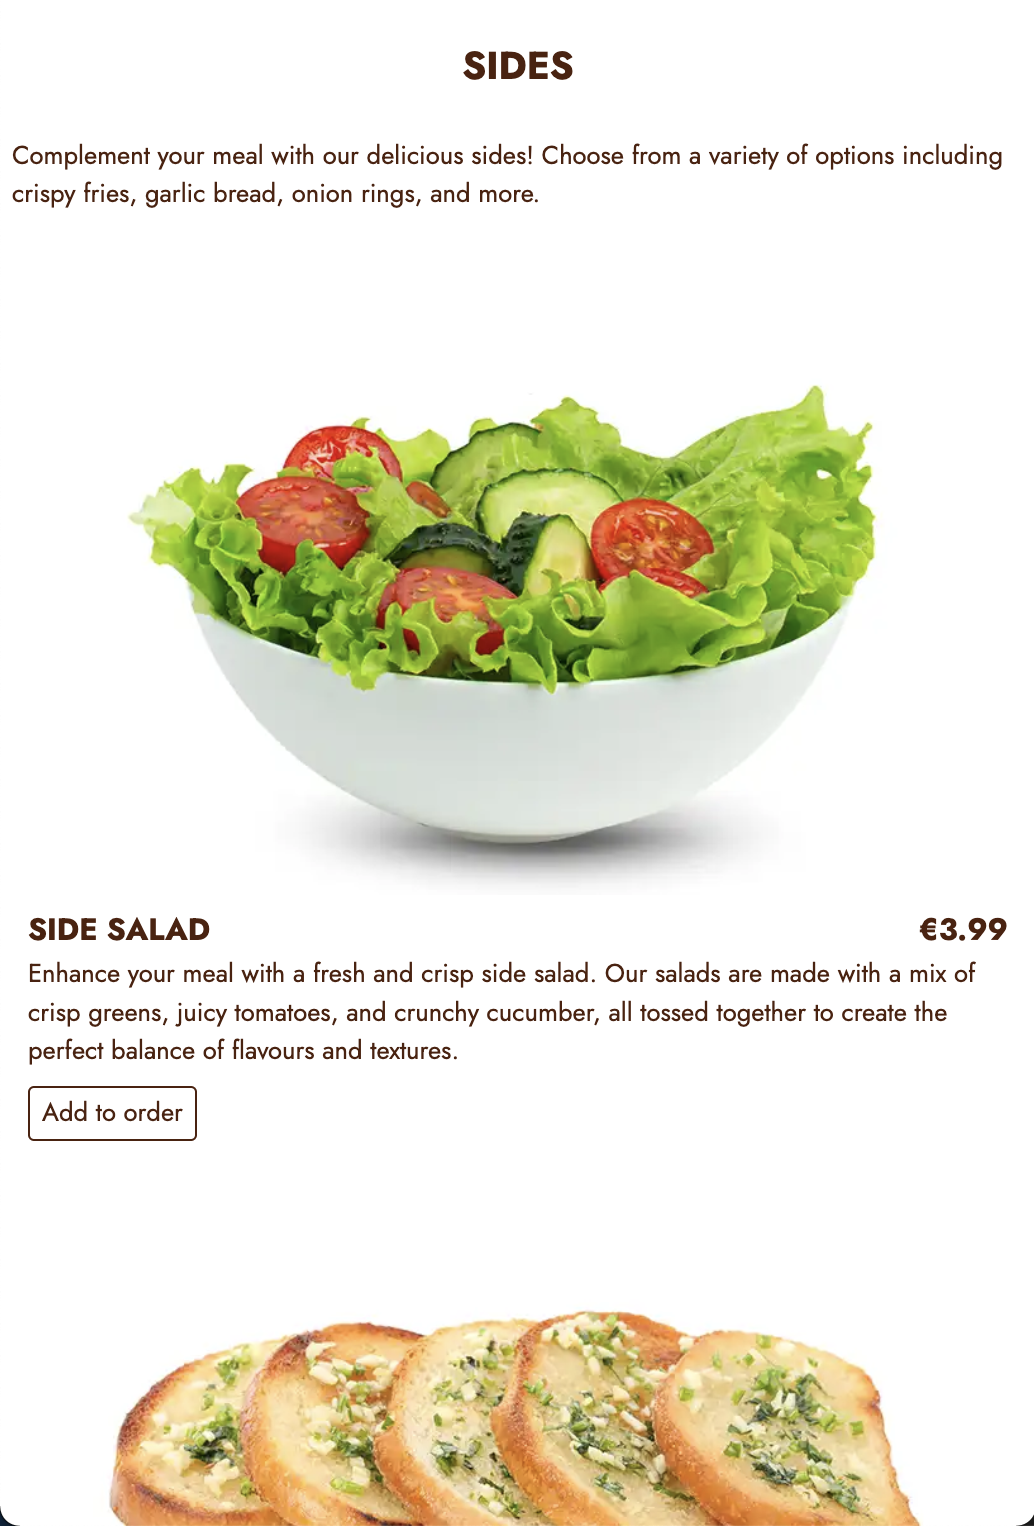 SIDES
Complement your meal with our delicious sides! Choose from a variety of options including
crispy fries, garlic bread, onion rings, and more.
SIDE SALAD €3.99
Enhance your meal with a fresh and crisp side salad. Our salads are made with a mix of
crisp greens, juicy tomatoes, and crunchy cucumber, all tossed together to create the
perfect balance of flavours and textures.
Add to order